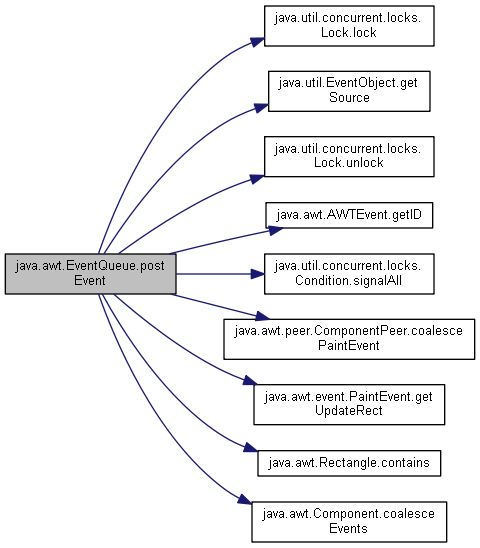 java.util.concurrent.locks.
Lock.lock
java.util.EventObject.get
Source
java.util.concurrent.locks.
Lock.unlock
java.awt.AWTEvent.getID
java.awt.EventQueue.post
Event
java.util.concurrent.locks.
Condition.signalAll
java.awt.peer.ComponentPeer.coalesce
PaintEvent
java.awt.event.PaintEvent.get
UpdateRect
java.awt.Rectangle.contains
java.awt.Component.coalesce
Events